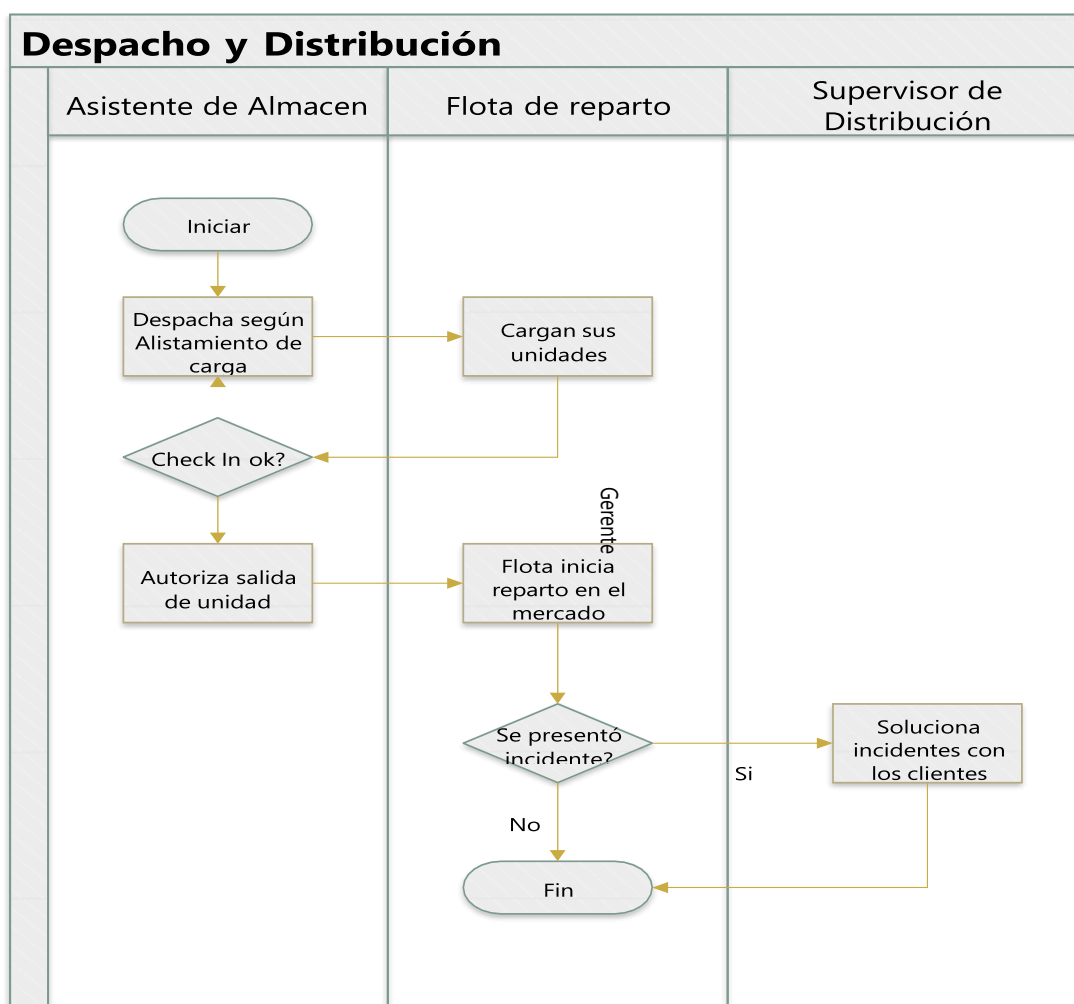 Despacho y Distribución
Asistente de Almacen
Flota de reparto
Supervisor de
Distribución
Iniciar
Despacha según
Alistamiento de
carga
Cargan sus
unidades
Check In ok?
Gerente
Autoriza salida
de unidad
Flota inicia
reparto en el
mercado
Se presentó
incidente?
Soluciona
incidentes con
los clientes
Si
No
Fin